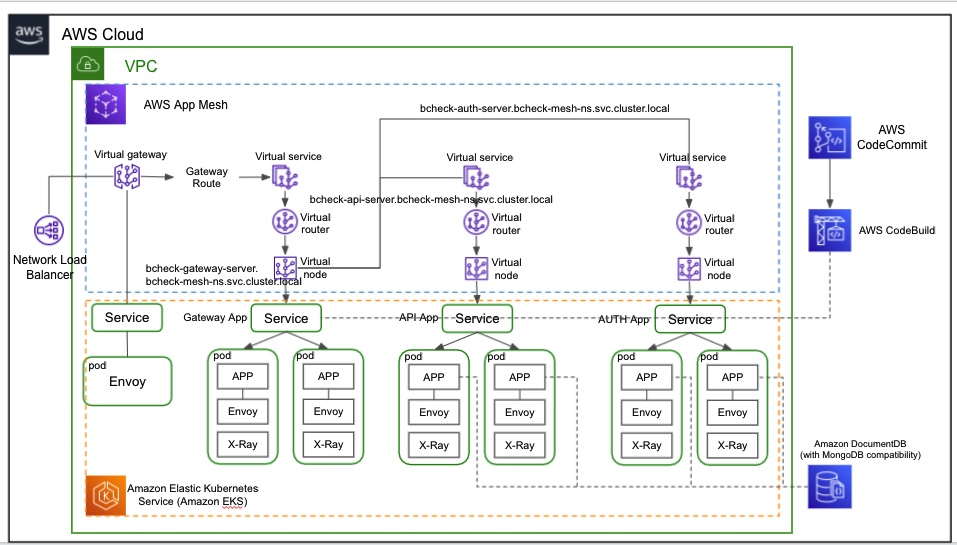 aws
AWS Cloud
VPC
AWS App Mesh
bcheck-auth-server.bcheck-mesh-ns.svc.cluster.local
AWS
CodeCommit
Virtual gateway
Gateway
Route
Virtual service
Virtual service
Virtual service
bcheck-api-server.bcheck-mesh-ns.svc.cluster.local
Virtual
router
Virtual
router
Virtual
router
AWS CodeBuild
Network Load
Balancer
bcheck-gateway-server.
bcheck-mesh-ns.svc.cluster.local
Virtual
node
Virtual
node
Virtual
node
Service
Gateway App
Service
API App
Service
AUTH App
Service
pod
Envoy
pod
APP
Envoy
X-Ray
pod
APP
Envoy
X-Ray
pod
APP
Envoy
X-Ray
pod
APP
Envoy
X-Ray
pod
APP
Envoy
X-Ray
pod
APP
Envoy
X-Ray
Amazon DocumentDB
(with MongoDB compatibility)
Amazon Elastic Kubernetes
Service (Amazon EKS)